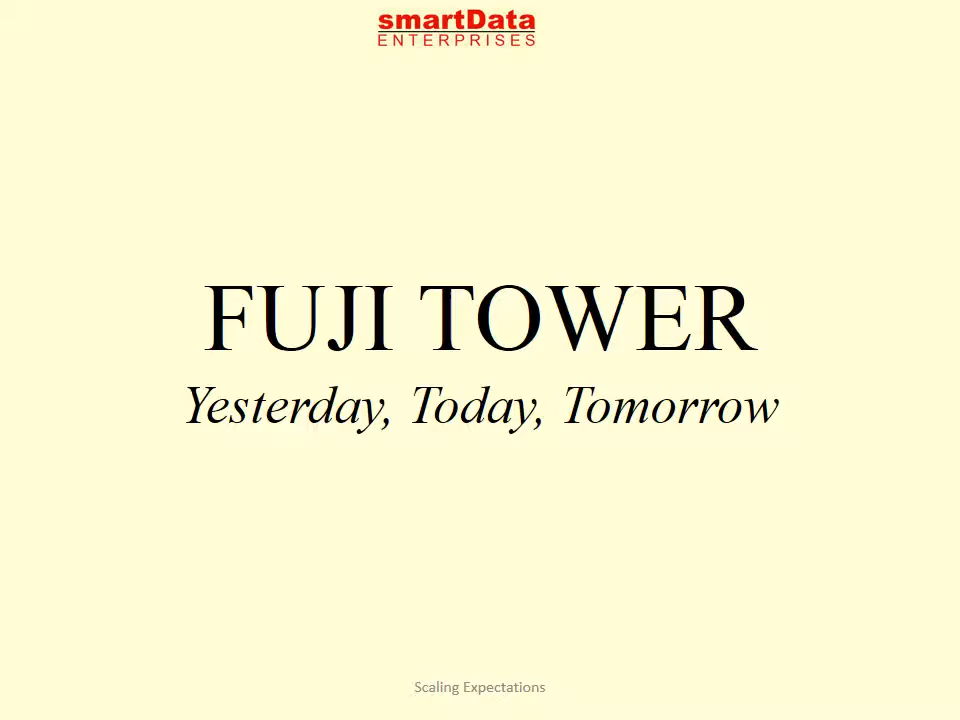 smartData
ENTERPRISES
FUJI TOWER
Yesterday, Today, Tomorrow
Scaling Expectations